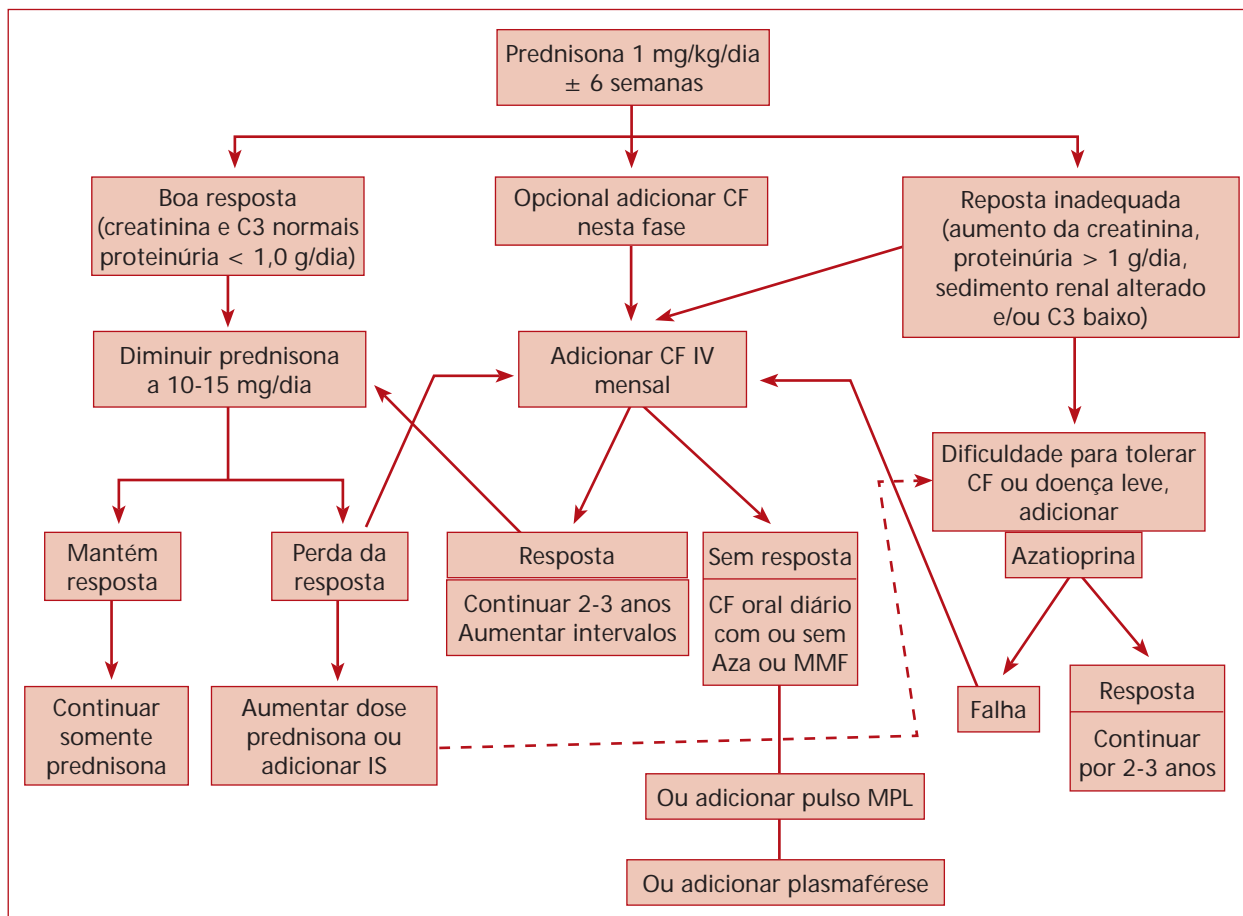 Prednisona 1 mg/kg/dia
± 6 semanas
Boa resposta
(creatinina e C3 normais
proteinúria < 1,0 g/dia)
Opcional adicionar CF
nesta fase
Reposta inadequada
(aumento da creatinina,
proteinúria > 1 g/dia,
sedimento renal alterado
e/ou C3 baixo)
Diminuir prednisona
a 10-15 mg/dia
Adicionar CF IV
mensal
Dificuldade para tolerar
CF ou doença leve,
adicionar
Azatioprina
Mantém
resposta
Perda da
resposta
Resposta
Continuar 2-3 anos
Aumentar intervalos
Sem resposta
CF oral diário
com ou sem
Aza ou MMF
Continuar
somente
prednisona
Aumentar dose
prednisona ou
adicionar IS
Falha
Resposta
Continuar
por 2-3 anos
Ou adicionar pulso MPL
Ou adicionar plasmaférese